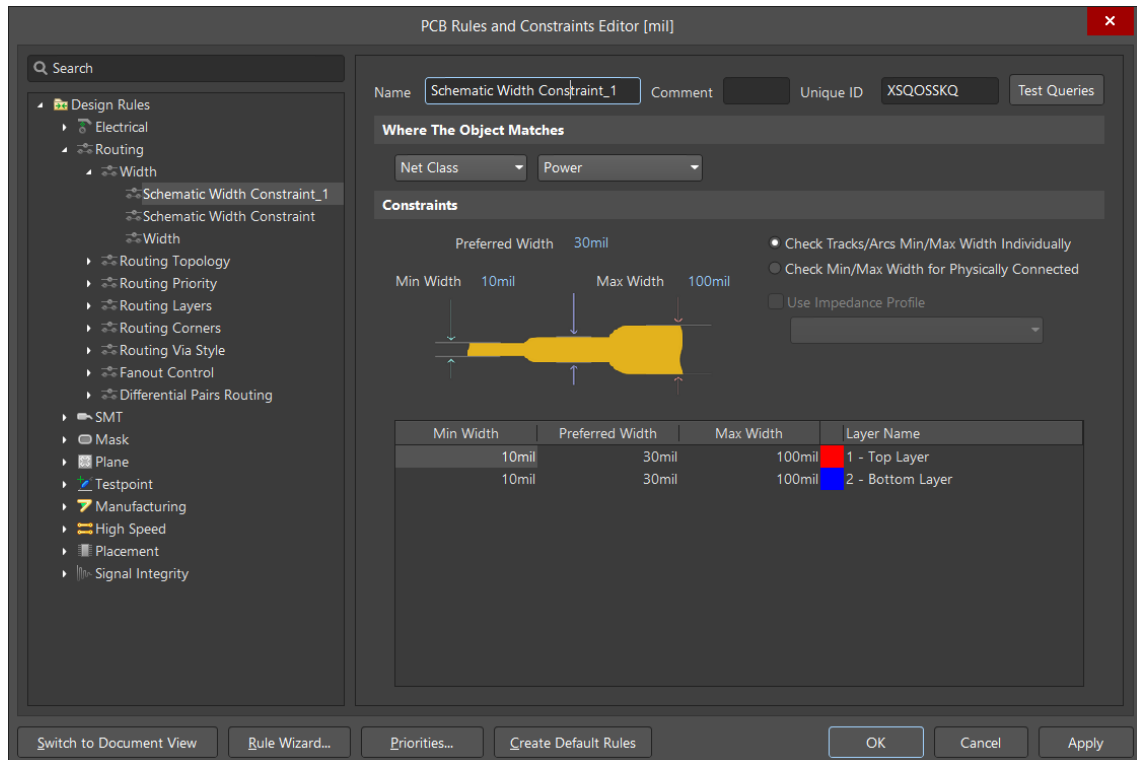 PCB Rules and Constraints Editor [mil]
Search
Design Rules
Electrical
Routing
Width
Schematic Width Constraint_1
Schematic Width Constraint
Width
Routing Topology
Routing Priority
Routing Layers
Routing Corners
Routing Via Style
Fanout Control
Differential Pairs Routing
SMT
Mask
Plane
Testpoint
Manufacturing
High Speed
Placement
Signal Integrity
Name Schematic Width Constraint_1 Comment Unique ID XSQOSSKQ Test Queries
Where The Object Matches
Net Class Power
Constraints
Preferred Width 30mil
Min Width 10mil Max Width 100mil
Check Tracks/Arcs Min/Max Width Individually
Check Min/Max Width for Physically Connected
Use Impedance Profile
Min Width Preferred Width Max Width Layer Name
10mil 30mil 100mil 1 - Top Layer
10mil 30mil 100mil 2 - Bottom Layer
Switch to Document View Rule Wizard... Priorities... Create Default Rules OK Cancel Apply